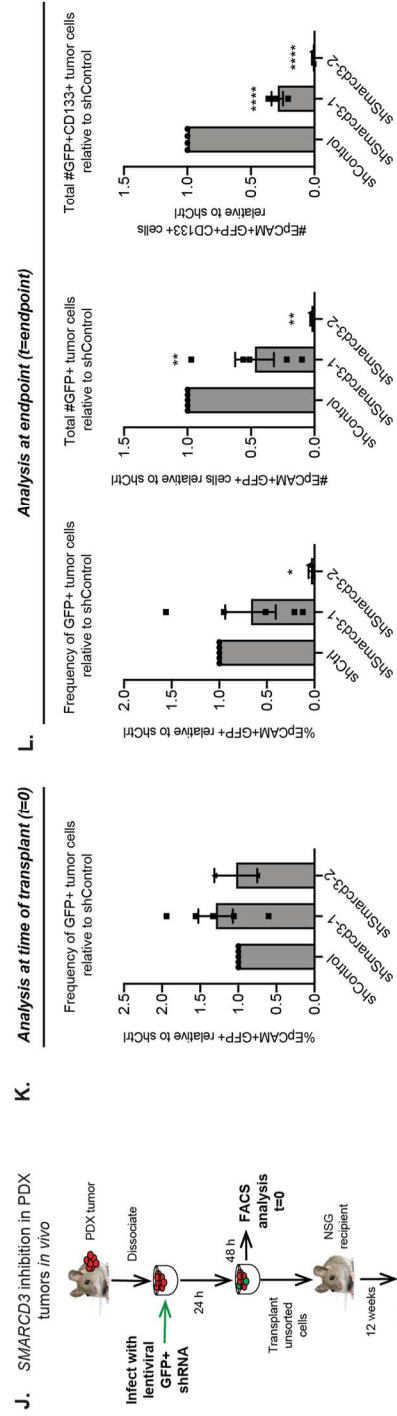 J. SMARCD3 inhibition in PDX
tumors in vivo
PDX tumor
Dissociate
Infect with
lentiviral
GFP+
shRNA
24 h
48 h
FACS
analysis
t=0
Transplant
unsorted
cells
NSG
recipient
12 weeks
K. Analysis at time of transplant (t=0)
Frequency of GFP+ tumor cells
relative to shControl
%EpCAM+GFP+ relative to shCtrl
2.5
2.0
1.5
1.0
0.5
0.0
shControl
shSmarcd3-1
shSmarcd3-2
L. Analysis at endpoint (t=endpoint)
Frequency of GFP+ tumor cells
relative to shControl
%EpCAM+GFP+ relative to shCtrl
2.0
1.5
1.0
0.5
0.0
*
shCtrl
shSmarcd3-1
shSmarcd3-2
Total #GFP+ tumor cells
relative to shControl
#EpCAM+GFP+ cells relative to shCtrl
1.5
1.0
0.5
0.0
**
**
shControl
shSmarcd3-1
shSmarcd3-2
Total #GFP+CD133+ tumor cells
relative to shControl
#EpCAM+GFP+CD133+ cells
relative to shCtrl
1.5
1.0
0.5
0.0
****
****
shControl
shSmarcd3-1
shSmarcd3-2